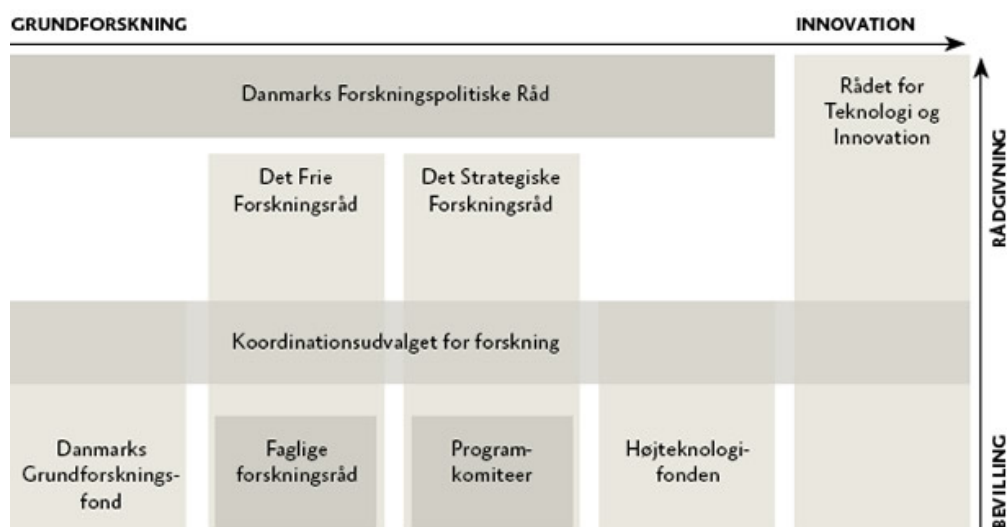 GRUNDFORSKNING
INNOVATION
Danmarks Forskningspolitiske Råd
Rådet for
Teknologi og
Innovation
Det Frie
Forskningsråd
Det Strategiske
Forskningsråd
RÅDGIVNING
Koordinationsudvalget for forskning
Danmarks
Grundforsknings-
fond
Faglige
forskningsråd
Program-
komiteer
Højteknologi-
fonden
BEVILLING